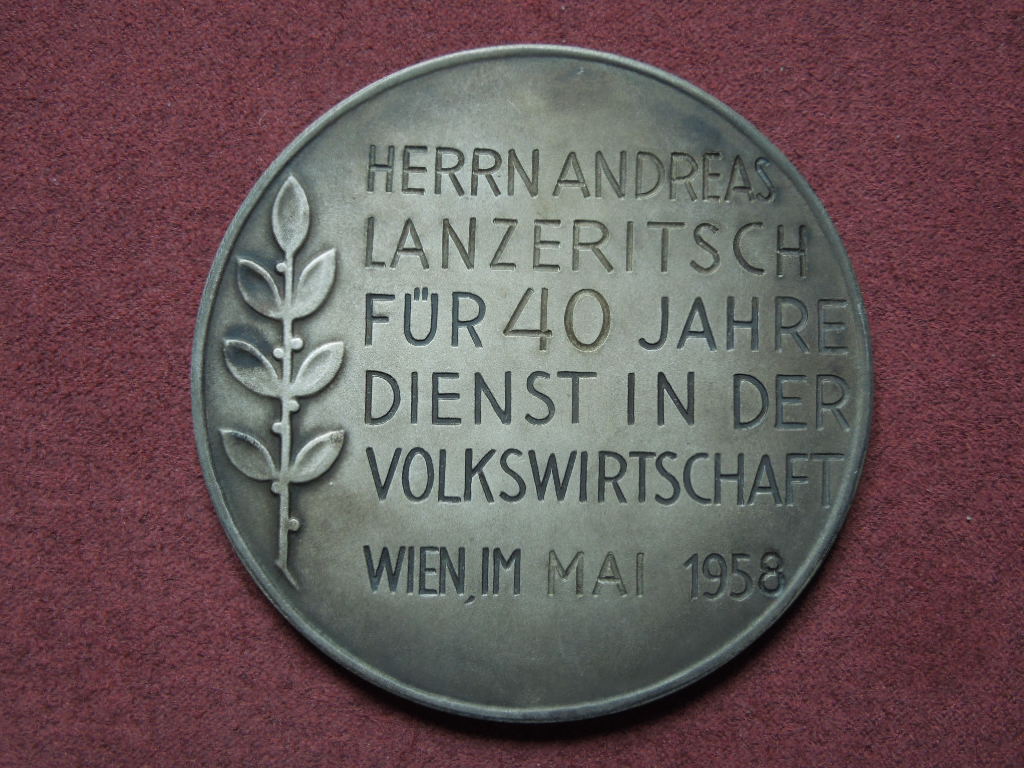 HERRN ANDREAS
LANZERITSCH
FÜR 40 JAHRE
DIENST IN DER
VOLKSWIRTSCHAFT
WIEN, IM MAI 1958